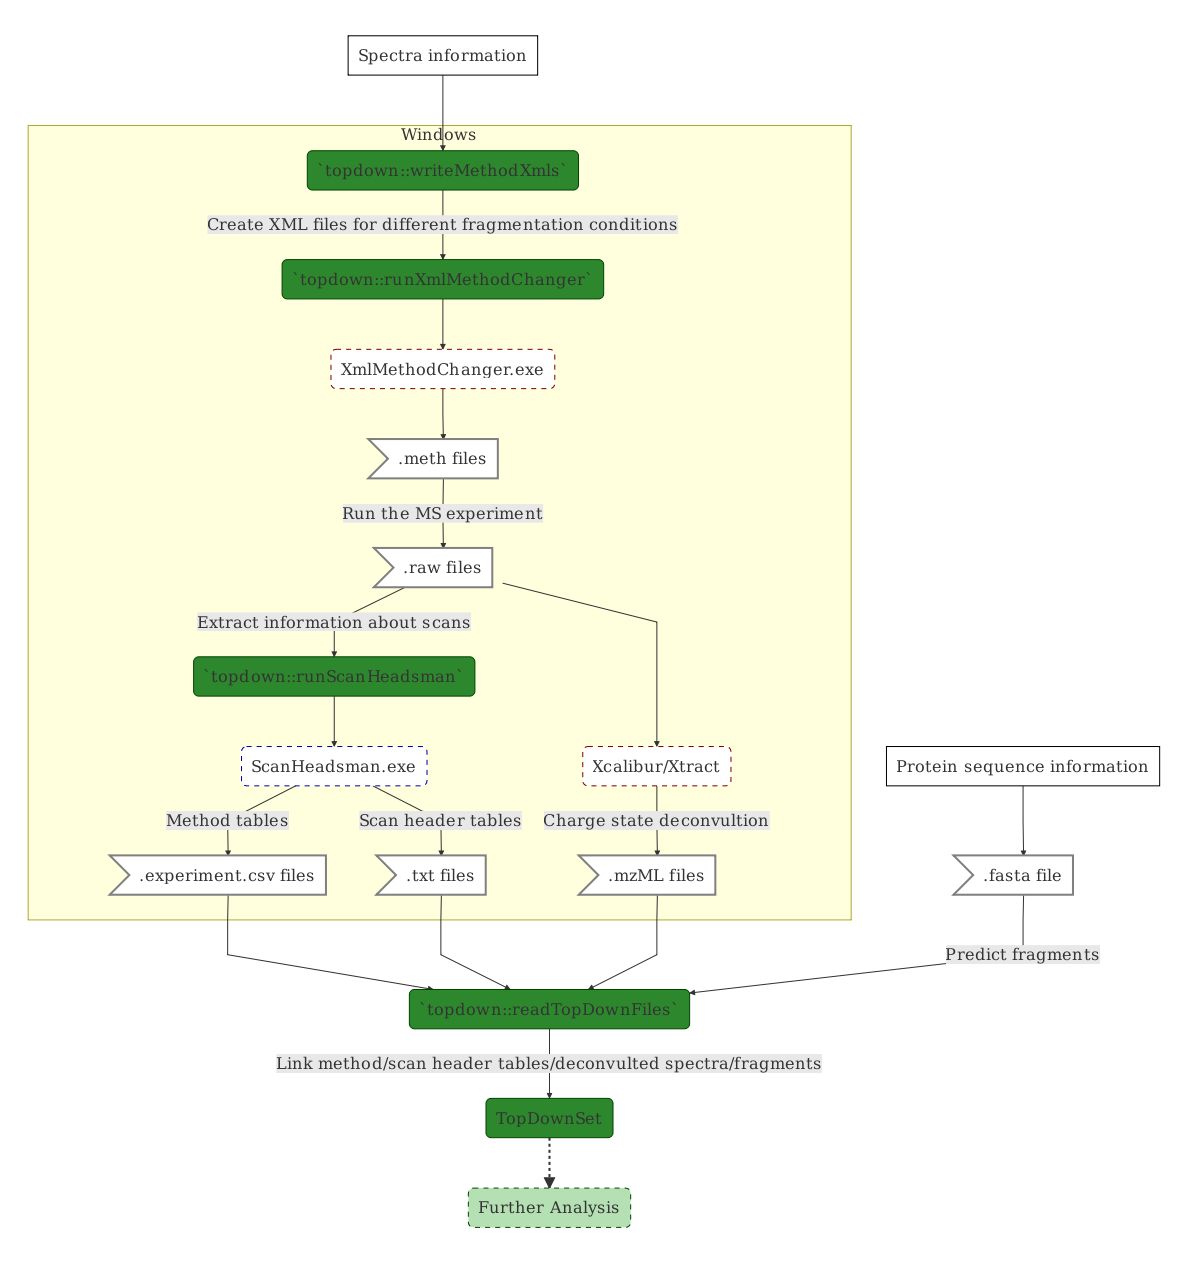 Spectra information
Windows
`topdown::writeMethodXmls`
Create XML files for different fragmentation conditions
`topdown::runXmlMethodChanger`
XmlMethodChanger.exe
.meth files
Run the MS experiment
.raw files
Extract information about scans
`topdown::runScanHeadsman`
ScanHeadsman.exe
Xcalibur/Xtract
Protein sequence information
Method tables
Scan header tables
Charge state deconvultion
.experiment.csv files
.txt files
.mzML files
.fasta file
Predict fragments
`topdown::readTopDownFiles`
Link method/scan header tables/deconvulted spectra/fragments
TopDownSet
Further Analysis